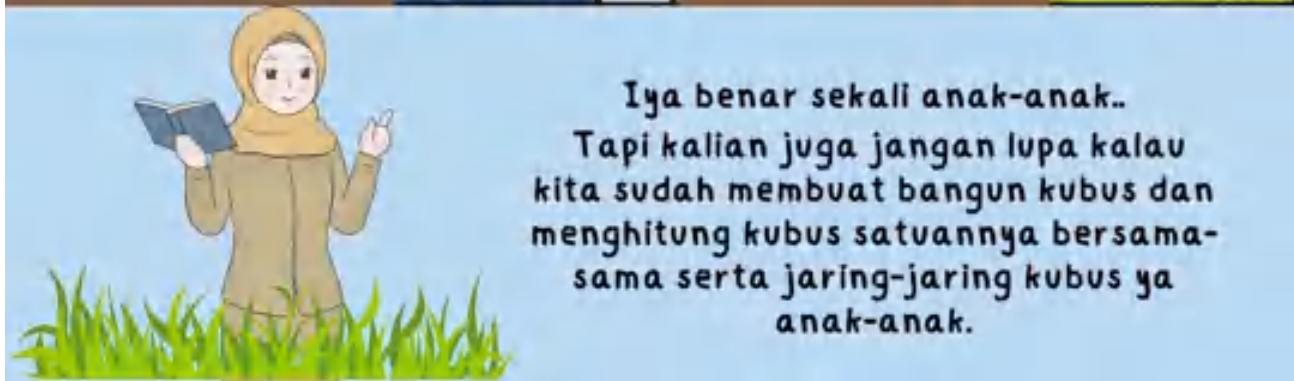 Iya benar sekali anak-anak..
Tapi kalian juga jangan lupa kalau
kita sudah membuat bangun kubus dan
menghitung kubus satuannya bersama-
sama serta jaring-jaring kubus ya
anak-anak.